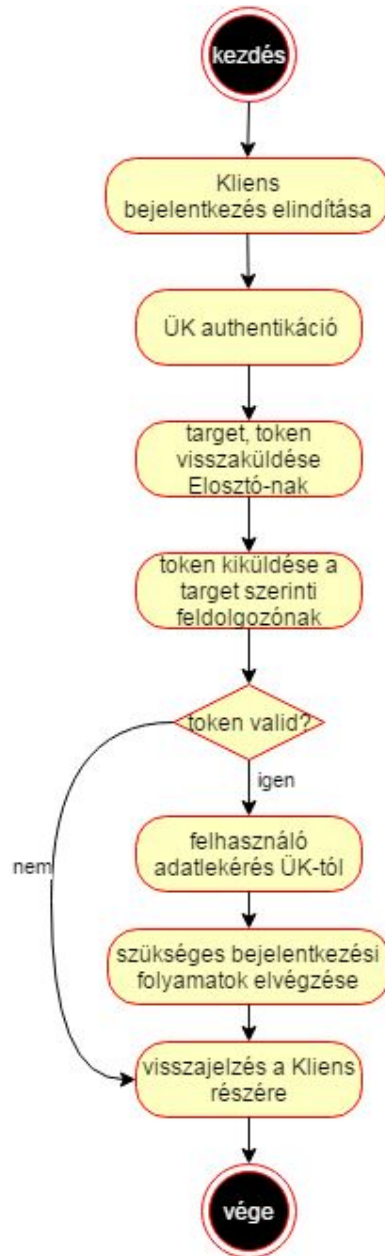 kezdés
Kliens
bejelentkezés elindítása
ÜK authentikáció
target, token
visszaküldése
Elosztó-nak
token kiküldése a
target szerinti
feldolgozónak
token valid?
igen
nem
felhasználó
adatlekérés ÜK-tól
szükséges bejelentkezési
folyamatok elvégzése
visszajelzés a Kliens
részére
vége